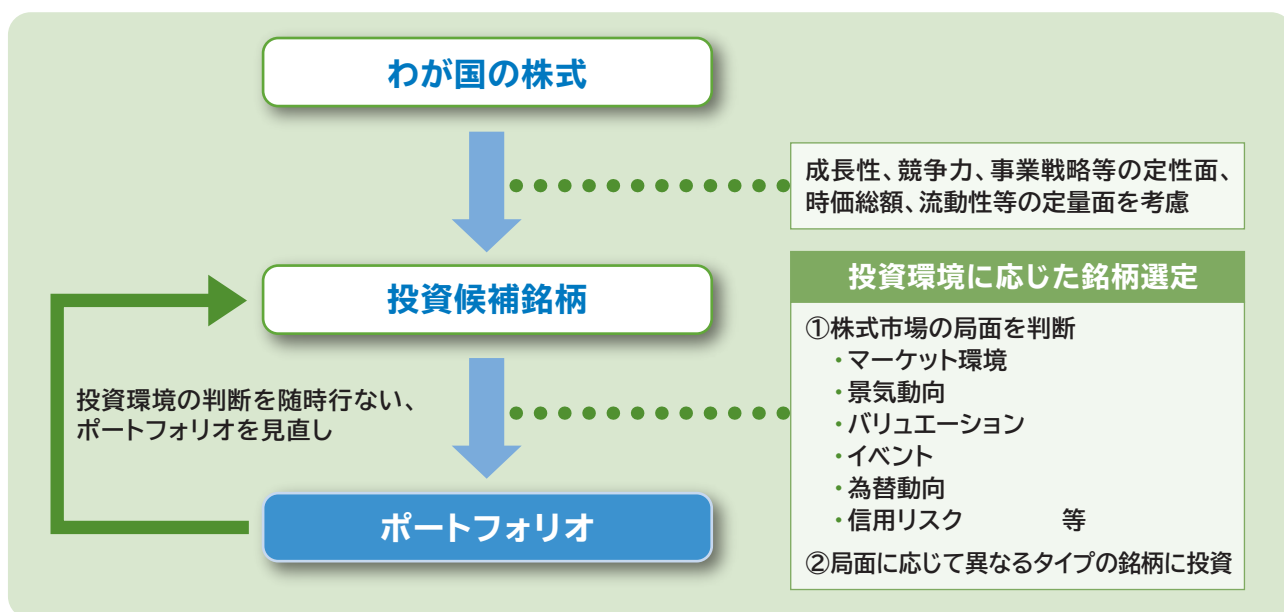 わが国の株式
成長性、競争力、事業戦略等の定性面、
時価総額、流動性等の定量面を考慮
投資候補銘柄
投資環境に応じた銘柄選定
①株式市場の局面を判断
・マーケット環境
・景気動向
・バリュエーション
・イベント
・為替動向
・信用リスク　　　　等
②局面に応じて異なるタイプの銘柄に投資
投資環境の判断を随時行ない、
ポートフォリオを見直し
ポートフォリオ